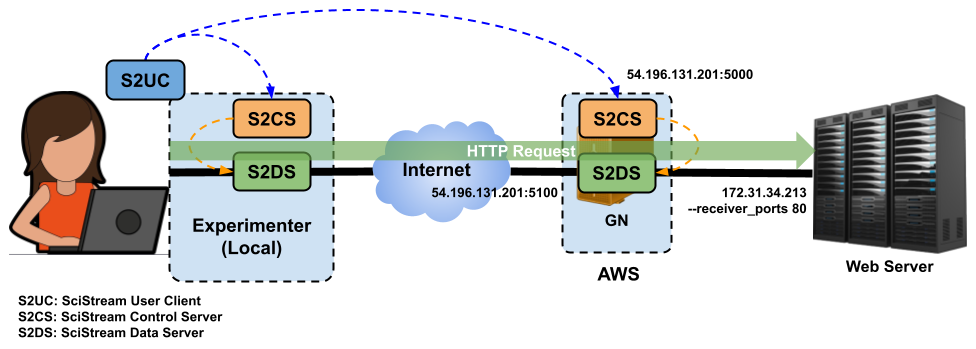 S2UC
54.196.131.201:5000
S2CS
S2CS
HTTP Request
S2DS
Internet
S2DS
54.196.131.201:5100
172.31.34.213
--receiver_ports 80
Experimenter
(Local)
GN
AWS
Web Server
S2UC: SciStream User Client
S2CS: SciStream Control Server
S2DS: SciStream Data Server